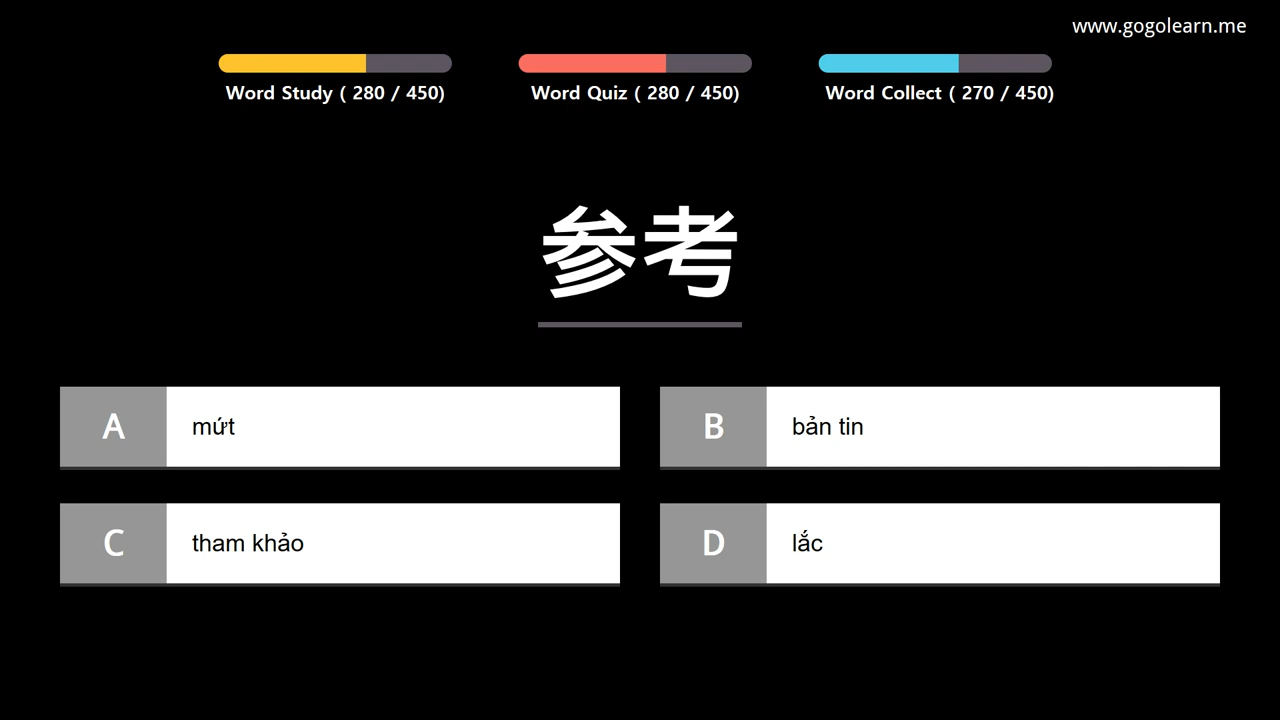 www.gogolearn.me
Word Study ( 280 / 450)
Word Quiz ( 280 / 450)
Word Collect ( 270 / 450)
参考
A mứt
B bản tin
C tham khảo
D lắc